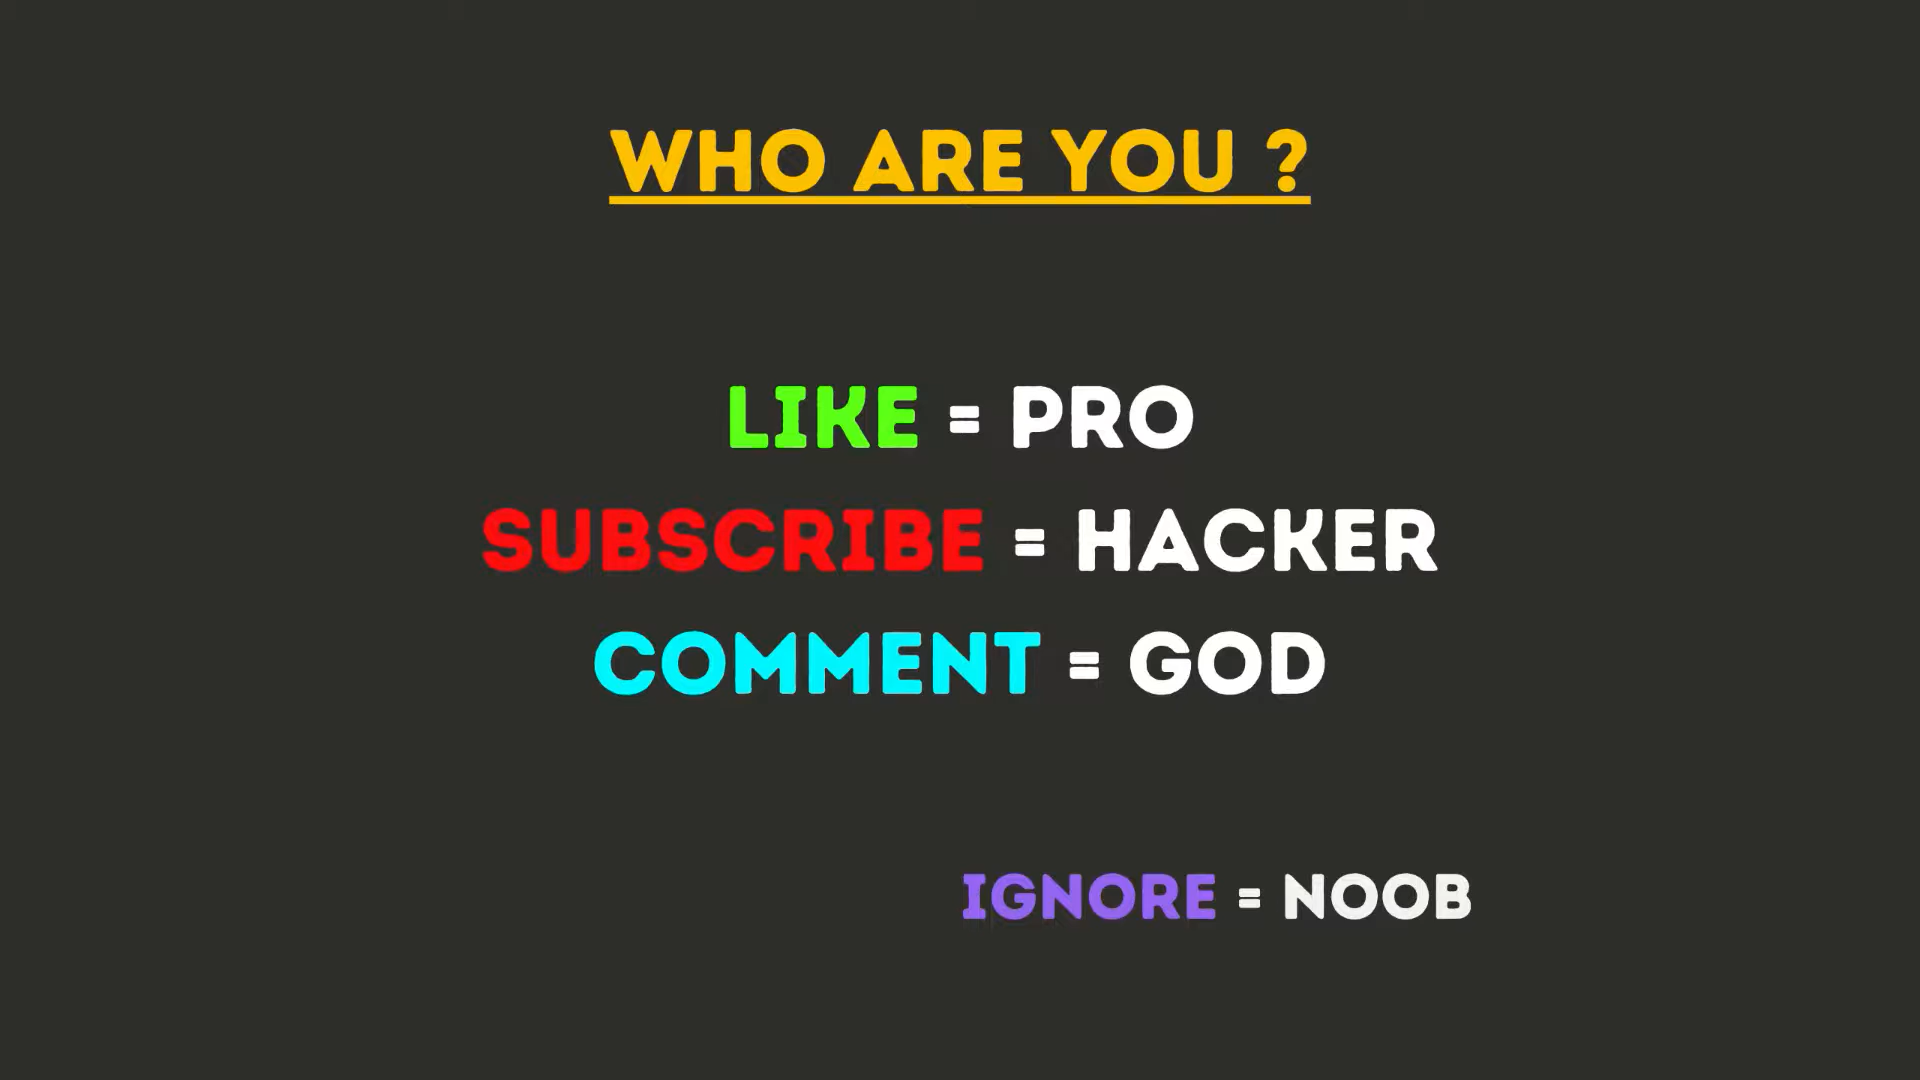 WHO ARE YOU ?
LIKE = PRO
SUBSCRIBE = HACKER
COMMENT = GOD
IGNORE = NOOB